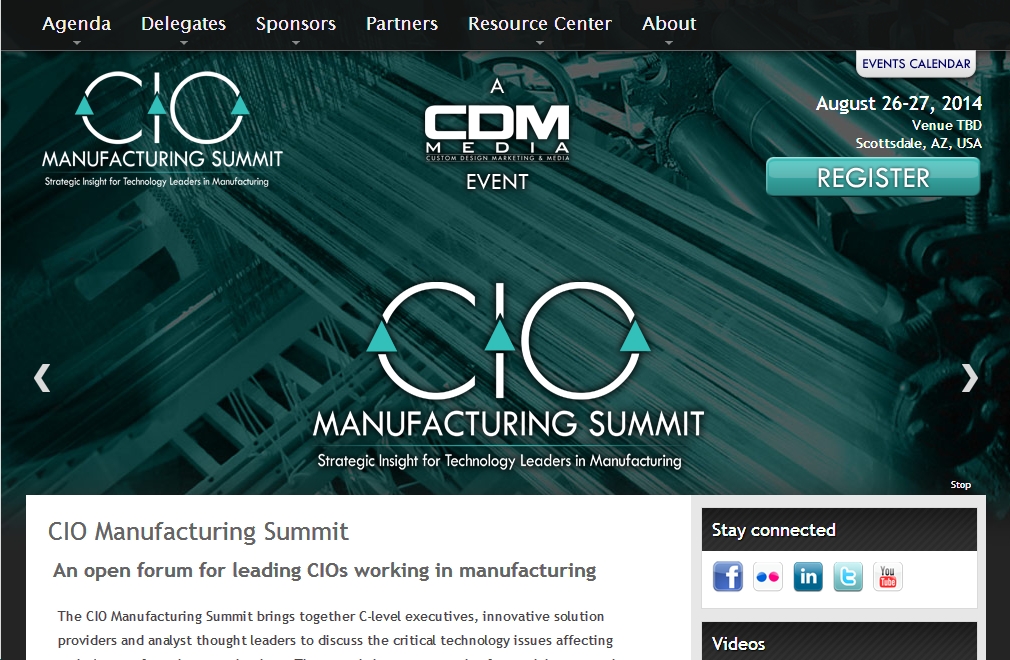 Agenda Delegates Sponsors Partners Resource Center About
EVENTS CALENDAR
CIO
MANUFACTURING SUMMIT
Strategic Insight for Technology Leaders in Manufacturing
A
CDM
MEDIA
CUSTOM DESIGN MARKETING & MEDIA
EVENT
August 26-27, 2014
Venue TBD
Scottsdale, AZ, USA
REGISTER
CIO
MANUFACTURING SUMMIT
Strategic Insight for Technology Leaders in Manufacturing
Stop
CIO Manufacturing Summit
An open forum for leading CIOs working in manufacturing
The CIO Manufacturing Summit brings together C-level executives, innovative solution
providers and analyst thought leaders to discuss the critical technology issues affecting
Stay connected
f
in
t
You
Tube
Videos